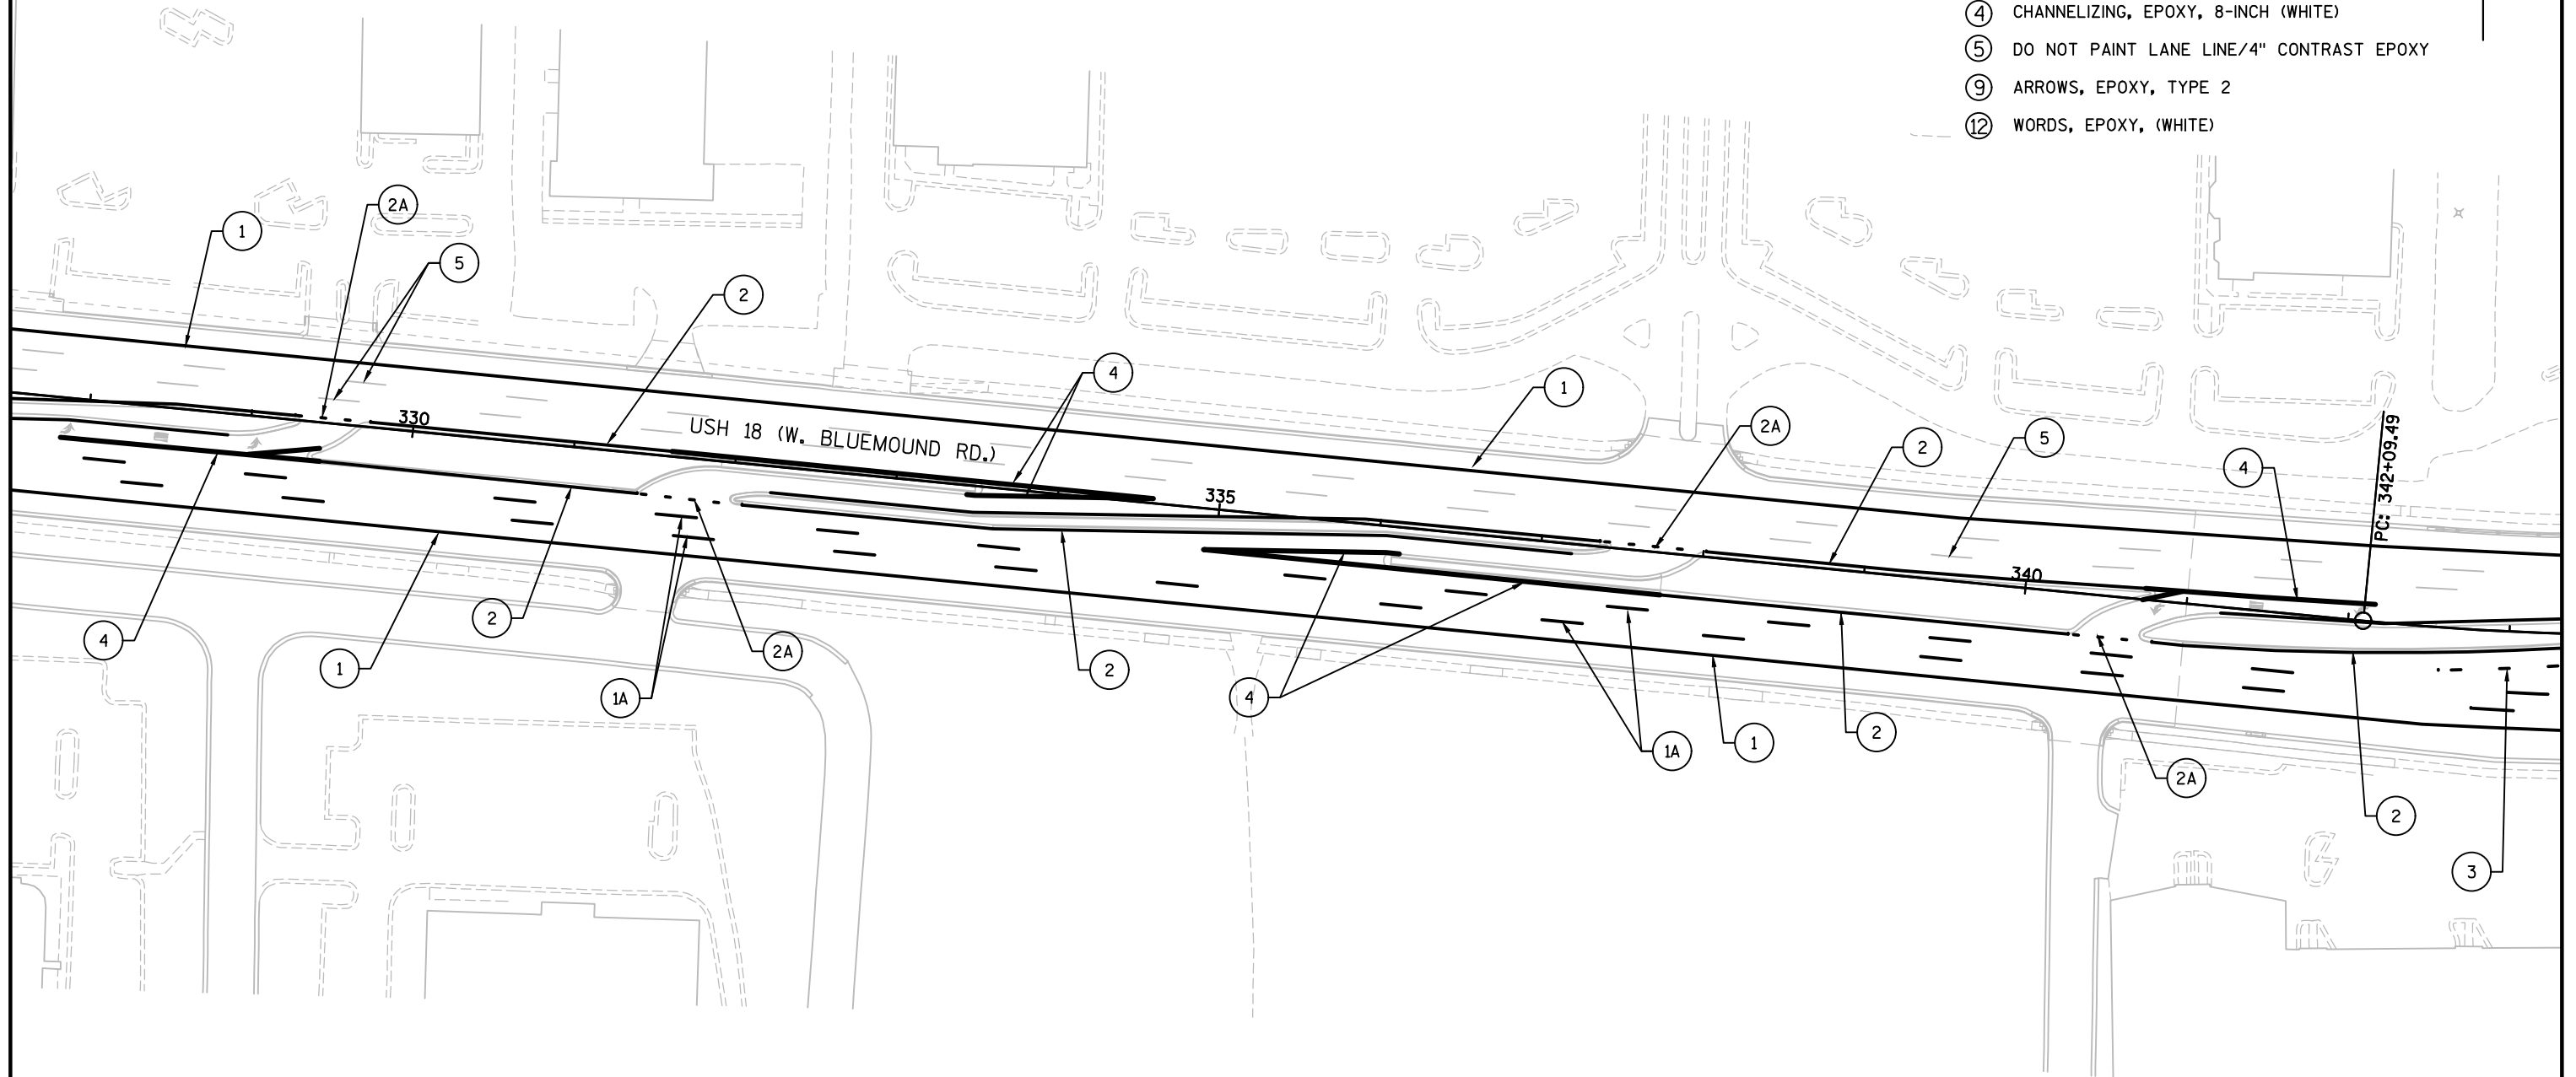 4 CHANNELIZING, EPOXY, 8-INCH (WHITE)
5 DO NOT PAINT LANE LINE/4" CONTRAST EPOXY
9 ARROWS, EPOXY, TYPE 2
12 WORDS, EPOXY, (WHITE)
1
2A
5
2
4
1
2A
2
5
4
330
USH 18 (W. BLUEMOUND RD.)
335
340
PC: 342+09.49
4
1
2
1A
2A
2
4
1A
1
2
2A
2
3